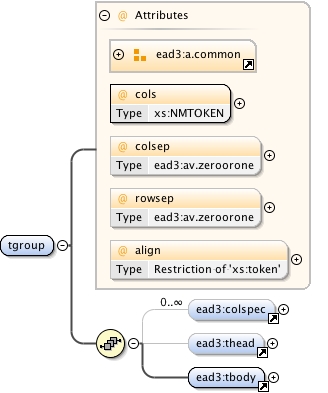 Attributes
ead3:a.common
@ cols
Type xs:NMTOKEN
@ colsep
Type ead3:av.zeroorone
@ rowsep
Type ead3:av.zeroorone
@ align
Type Restriction of 'xs:token'
tgroup
0..∞
ead3:colspec
ead3:thead
ead3:tbody